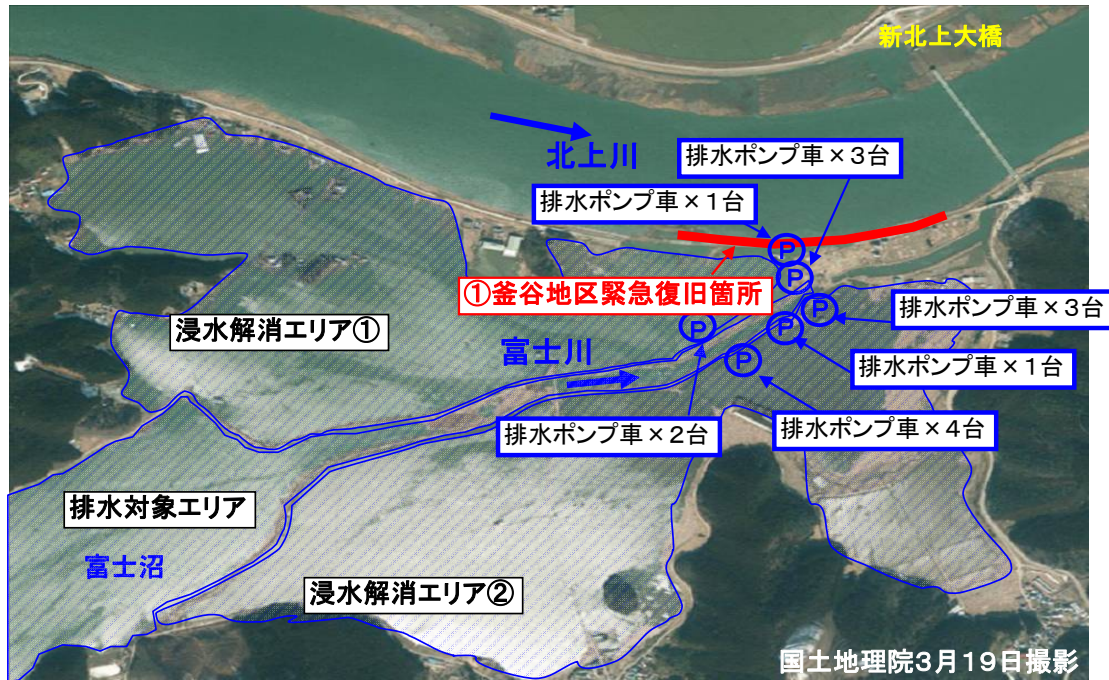 新北上大橋
北上川
排水ポンプ車×3台
排水ポンプ車×1台
P
P
①釜谷地区緊急復旧箇所
P
排水ポンプ車×3台
浸水解消エリア①
P
P
富士川
P
排水ポンプ車×1台
排水ポンプ車×2台
排水ポンプ車×4台
排水対象エリア
富士沼
浸水解消エリア②
国土地理院3月19日撮影